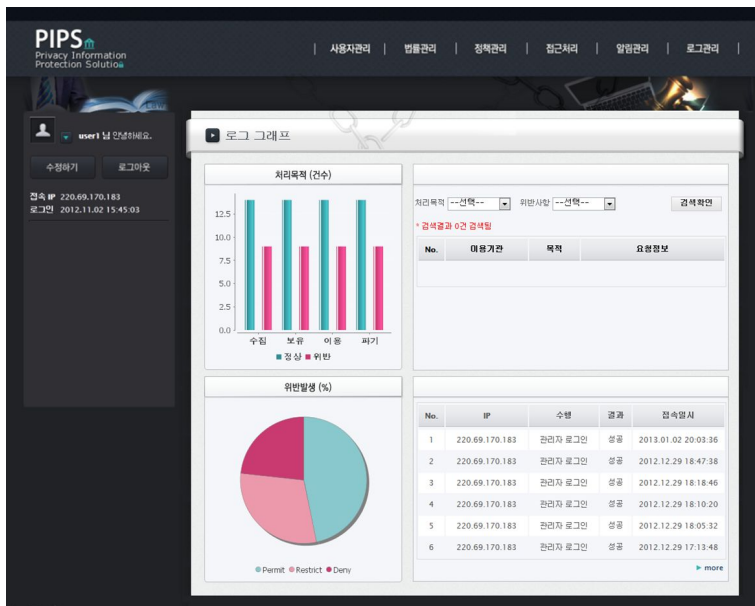 PIPS
Privacy Information
Protection Solution
사용자관리 | 법률관리 | 정책관리 | 접근처리 | 알림관리 | 로그관리
LAW
user1 님 안녕하세요.
수정하기 로그아웃
접속 IP 220.69.170.183
로그인 2012.11.02 15:45:03
로그 그래프
처리목적 (건수)
12.5
10.0
7.5
5.0
2.5
0.0
수집 보유 이용 파기
정상 위반
처리목적 --선택-- 위반사항 --선택-- 검색확인
* 검색결과 0건 검색됨
No. 이용기관 목적 요청정보
위반발생 (%)
Permit Restrict Deny
No. IP 수행 결과 접속일시
1 220.69.170.183 관리자 로그인 성공 2013.01.02 20:03:36
2 220.69.170.183 관리자 로그인 성공 2012.12.29 18:47:38
3 220.69.170.183 관리자 로그인 성공 2012.12.29 18:18:46
4 220.69.170.183 관리자 로그인 성공 2012.12.29 18:10:20
5 220.69.170.183 관리자 로그인 성공 2012.12.29 18:05:32
6 220.69.170.183 관리자 로그인 성공 2012.12.29 17:13:48
more